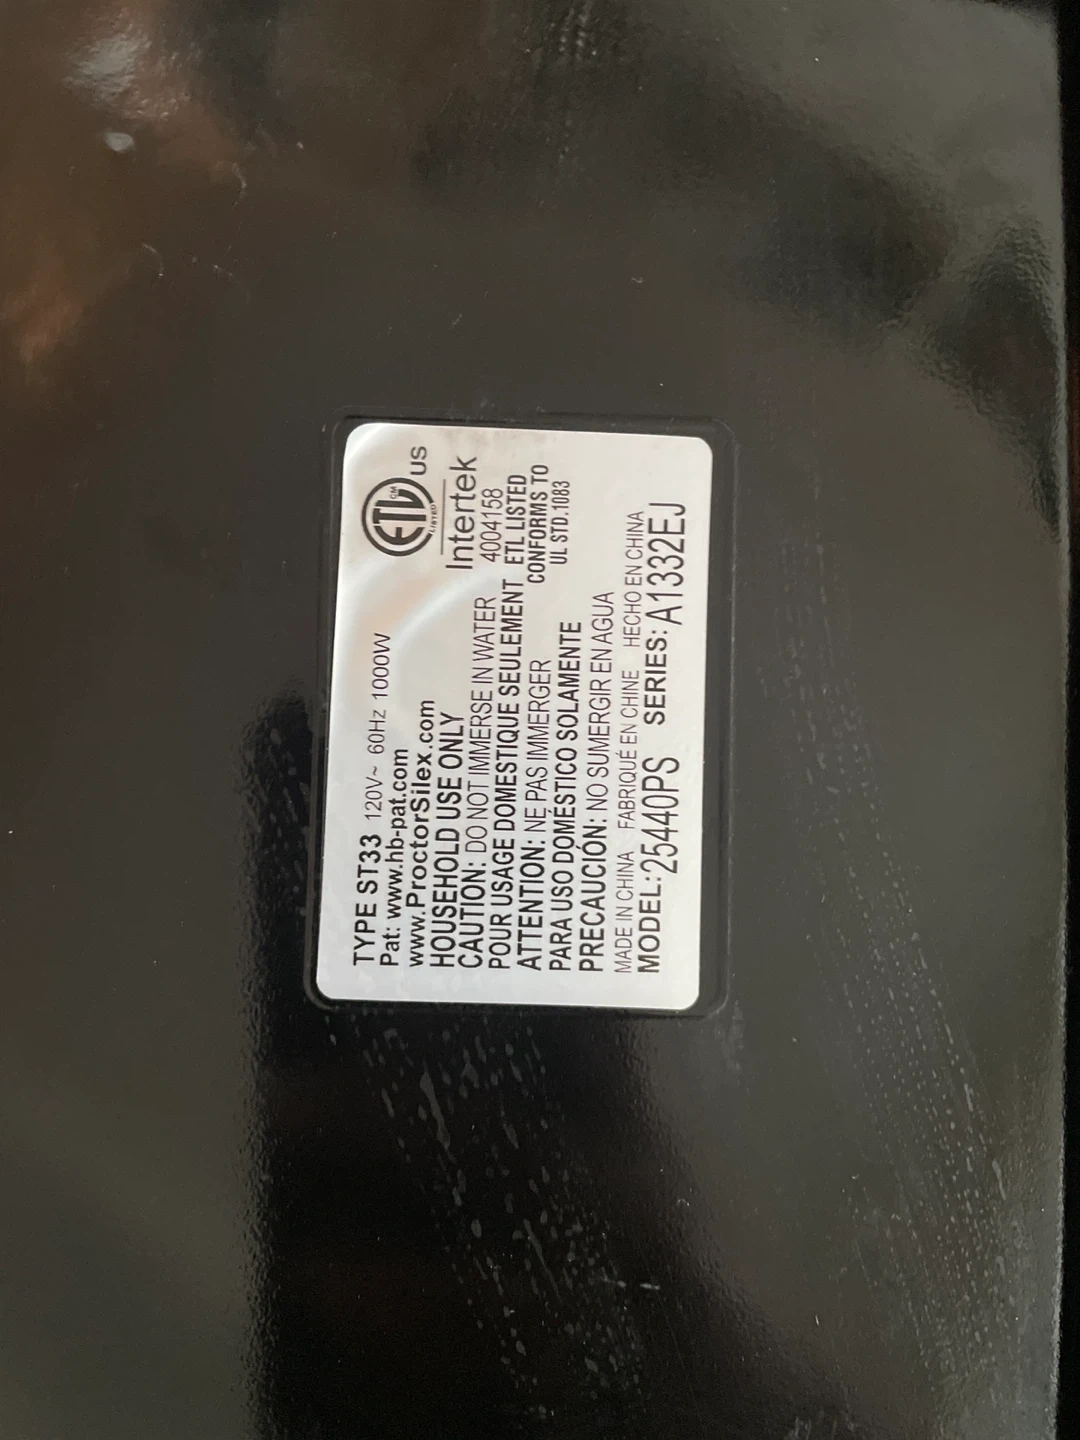 TYPE ST33 120V~ 60Hz 1000W
Pat: www.hb-pat.com
www.ProctorSilex.com
HOUSEHOLD USE ONLY
CAUTION: DO NOT IMMERSE IN WATER
POUR USAGE DOMESTIQUE SEULEMENT
ATTENTION: NE PAS IMMERGER
PARA USO DOMÉSTICO SOLAMENTE
PRECAUCIÓN: NO SUMERGIR EN AGUA
MADE IN CHINA FABRIQUÉ EN CHINE HECHO EN CHINA
MODEL:25440PS SERIES: A1332EJ
ETL CM
LISTED
US
Intertek
4004158
ETL LISTED
CONFORMS TO
UL STD.1083